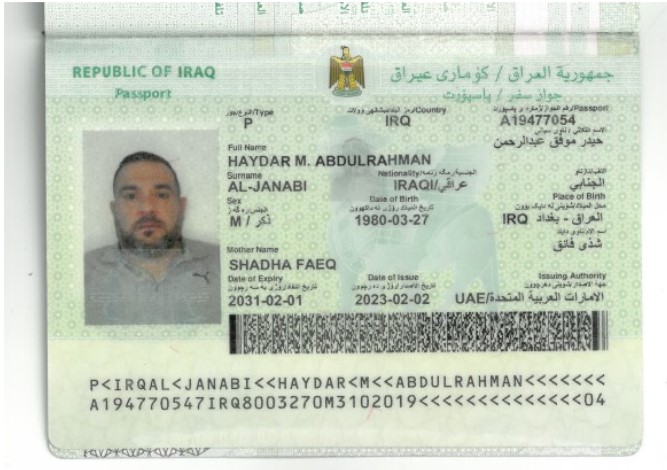 REPUBLIC OF IRAQ
جمهورية العراق / كۆماری عیراق
Passport
جواز سفر / پاسپۆرت
Type
Country
Passport
P
IRQ
A19477054
حيدر موفق عبدالرحمن
Full Name
HAYDAR M. ABDULRAHMAN
Surname
Nationality
AL-JANABI
IRAQI/عراقي
الجنابي
Sex
Date of Birth
Place of Birth
M / ذكر
1980-03-27
العراق - بغداد IRQ
Mother Name
شذى فائق
SHADHA FAEQ
Date of Expiry
Date of Issue
Issuing Authority
2031-02-01
2023-02-02
الامارات العربية المتحدة/UAE
P<IRQAL<JANABI<<HAYDAR<M<<ABDULRAHMAN<<<<<<<
A194770547IRQ8003270M3102019<<<<<<<<<<<<<<04